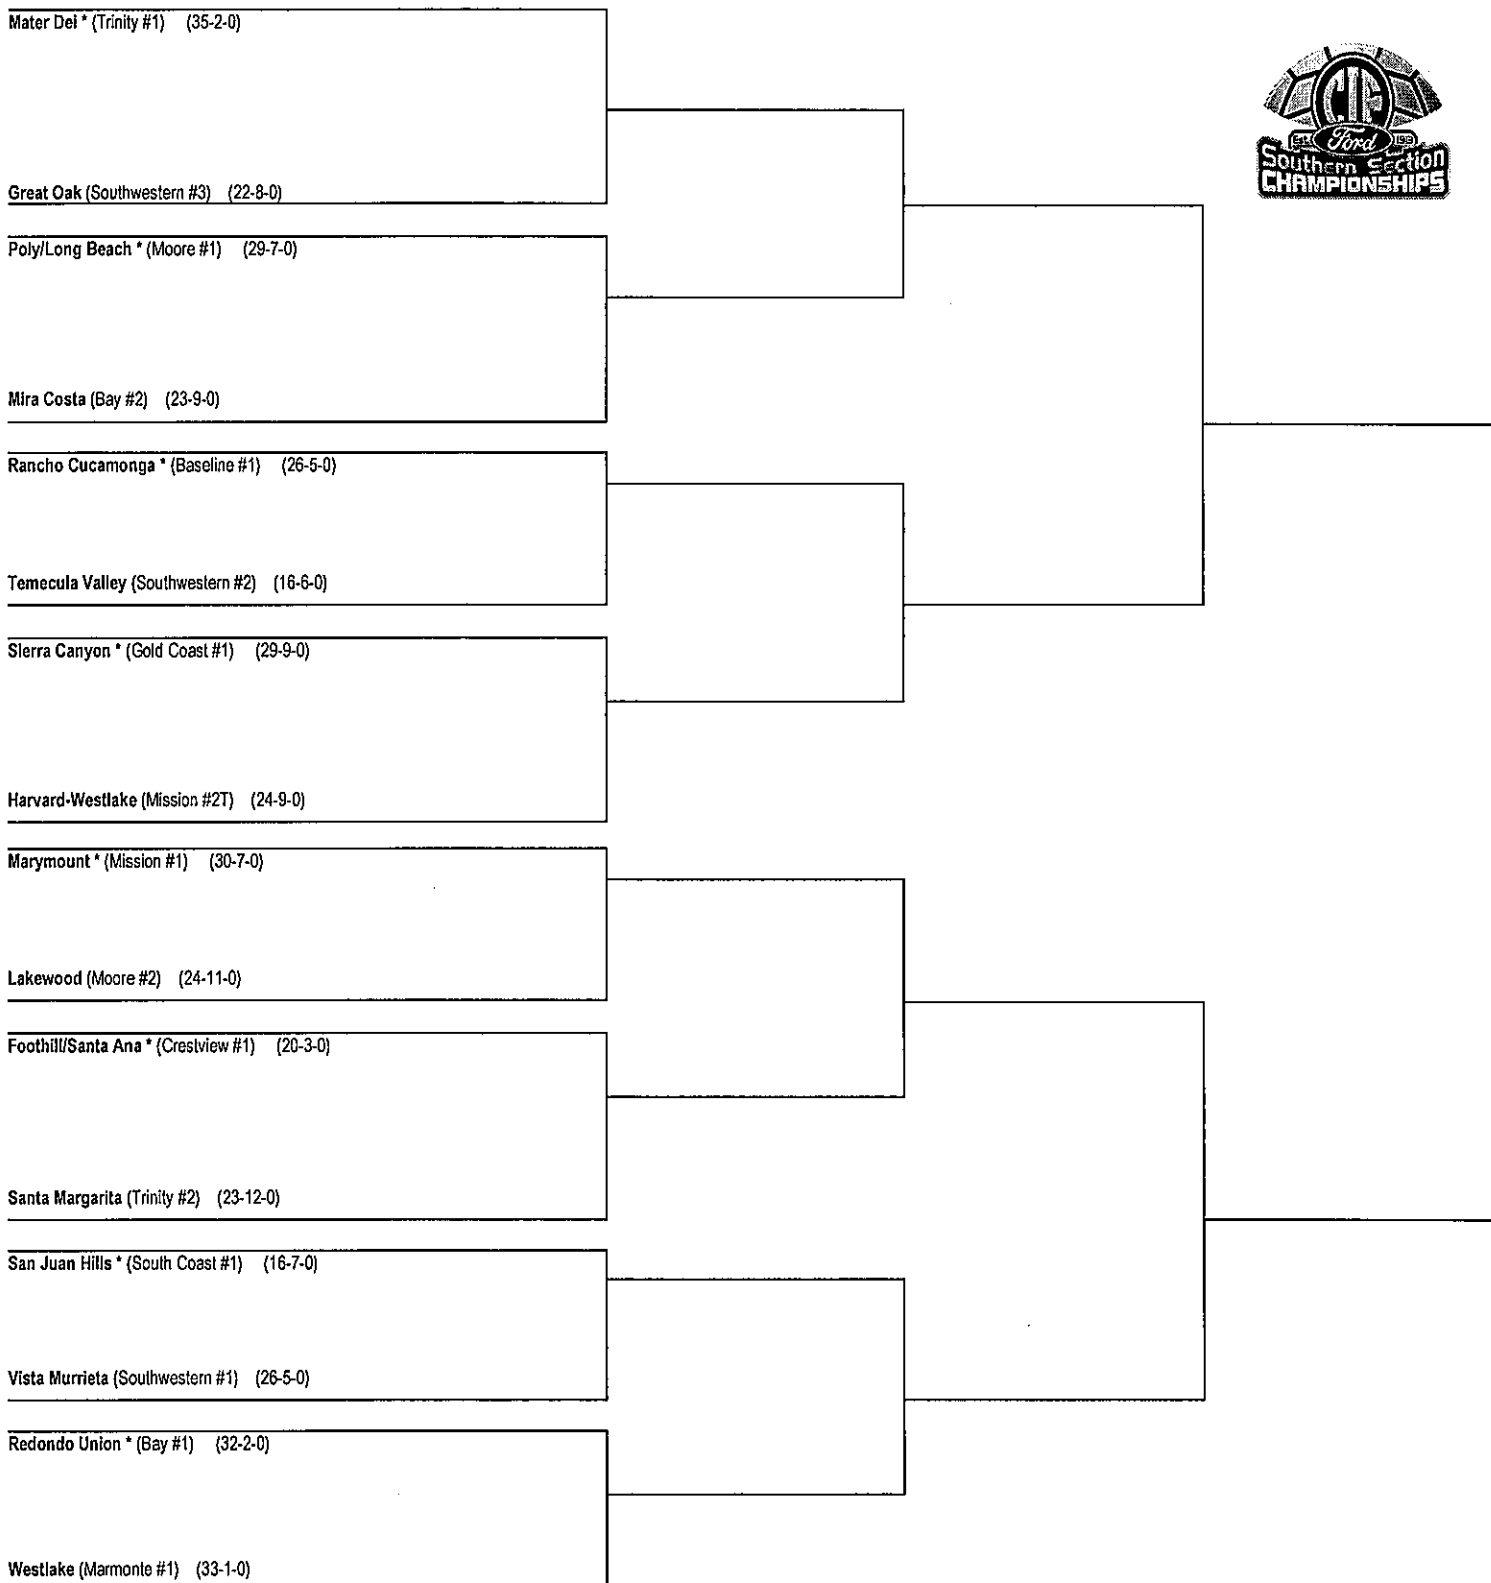 Mater Dei * (Trinity #1) (35-2-0)
Great Oak (Southwestern #3) (22-8-0)
Poly/Long Beach * (Moore #1) (29-7-0)
Mira Costa (Bay #2) (23-9-0)
Rancho Cucamonga * (Baseline #1) (26-5-0)
Temecula Valley (Southwestern #2) (16-6-0)
Sierra Canyon * (Gold Coast #1) (29-9-0)
Harvard-Westlake (Mission #2T) (24-9-0)
Marymount * (Mission #1) (30-7-0)
Lakewood (Moore #2) (24-11-0)
Foothill/Santa Ana * (Crestview #1) (20-3-0)
Santa Margarita (Trinity #2) (23-12-0)
San Juan Hills * (South Coast #1) (16-7-0)
Vista Murrieta (Southwestern #1) (26-5-0)
Redondo Union * (Bay #1) (32-2-0)
Westlake (Marmonte #1) (33-1-0)
CIF
Est. Ford 1913
Southern Section
CHAMPIONSHIPS